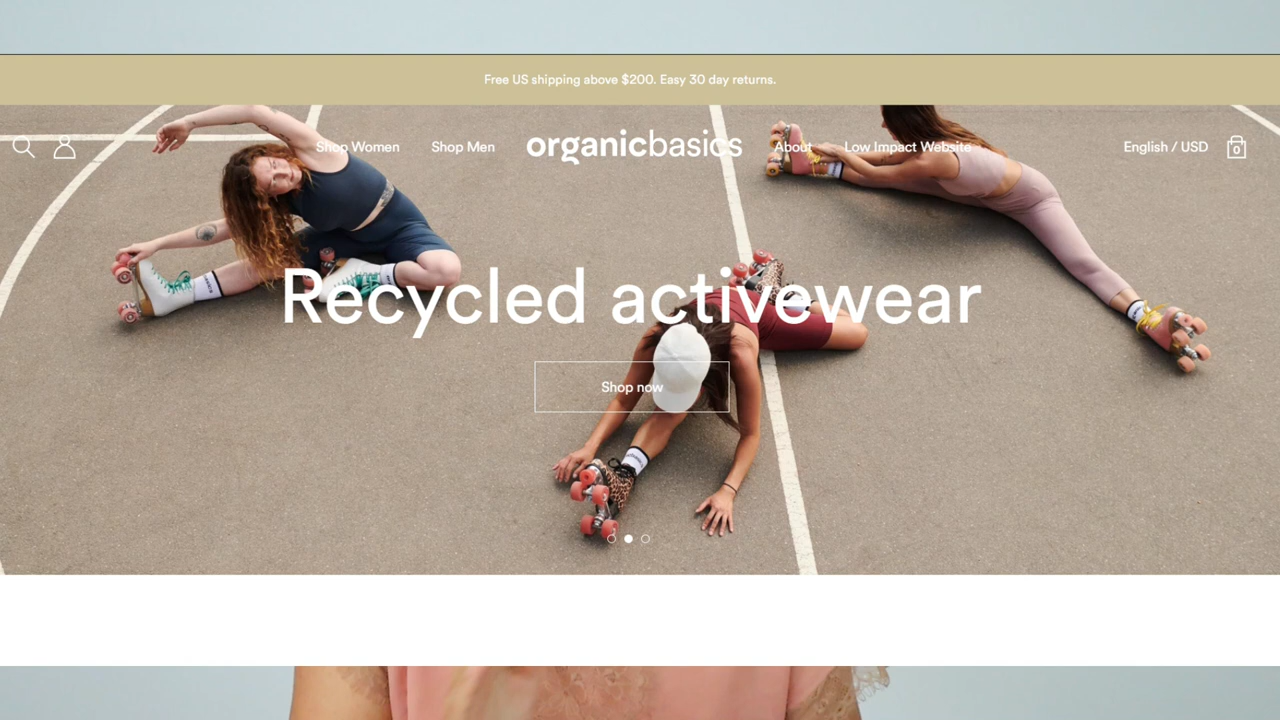 Free US shipping above $200. Easy 30 day returns.
Shop Women
Shop Men
organicbasics
About
Low Impact Website
English / USD
0
Recycled activewear
Shop now